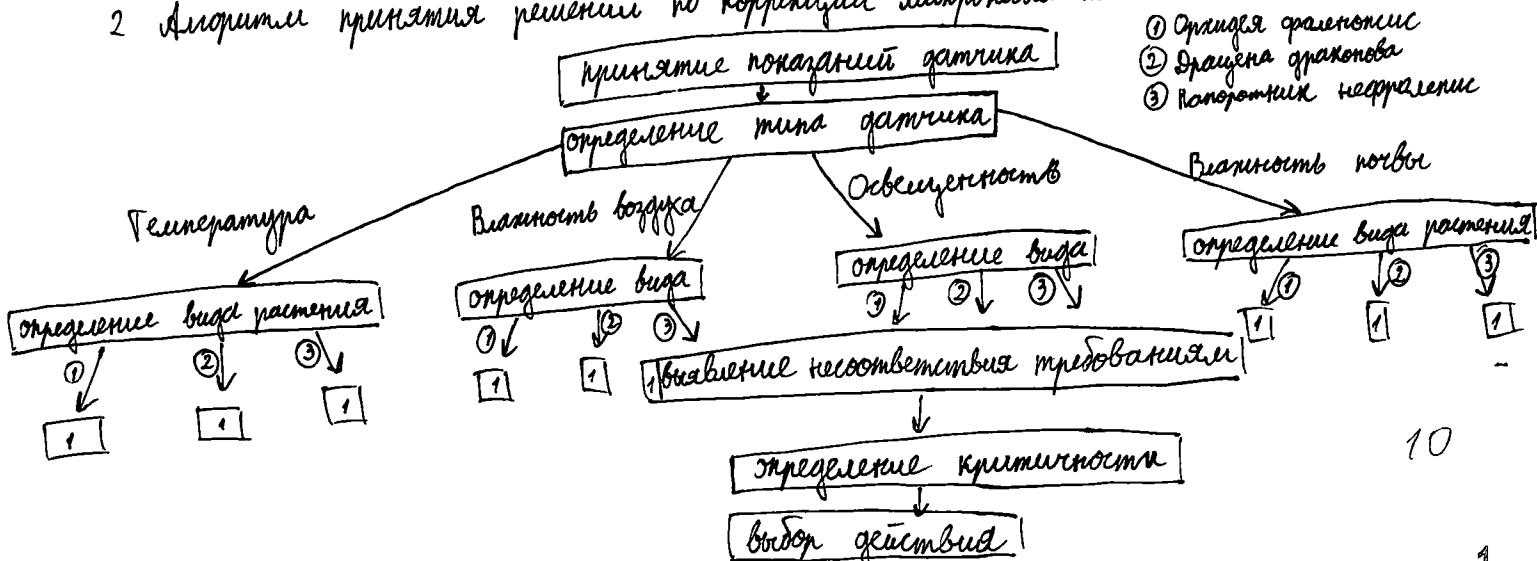 2 Алгоритм принятия решений по коррекции
① Орхидея фаленопсис
② Драцена драконова
③ Папоротник нефролепис
принятие показаний датчика
определение типа датчика
Температура
Влажность воздуха
Освещенность
Влажность почвы
определение вида растения
определение вида
определение вида
определение вида растения
① ② ③
① ② ③
① ② ③
① ② ③
1 1 1
1 1
1 выявление несоответствия требованиям
1 1 1
определение критичности
выбор действия
10